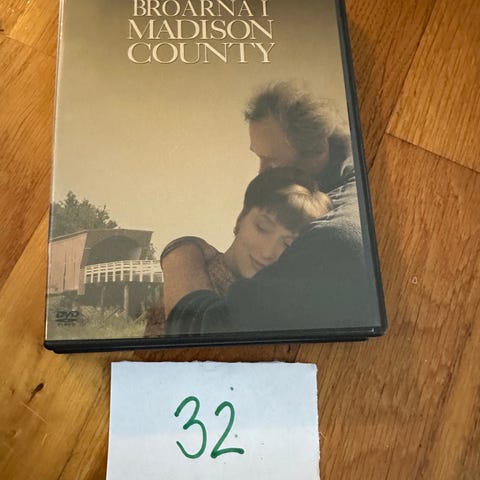 BROARNA I
MADISON
COUNTY
DVD
32